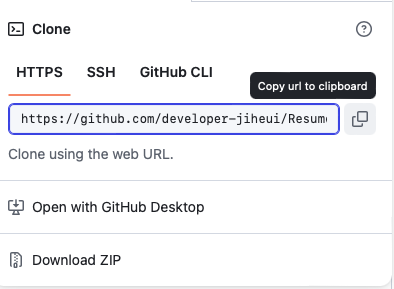 Clone
HTTPS SSH GitHub CLI
Copy url to clipboard
https://github.com/developer-jiheui/Resum
Clone using the web URL.
Open with GitHub Desktop
Download ZIP